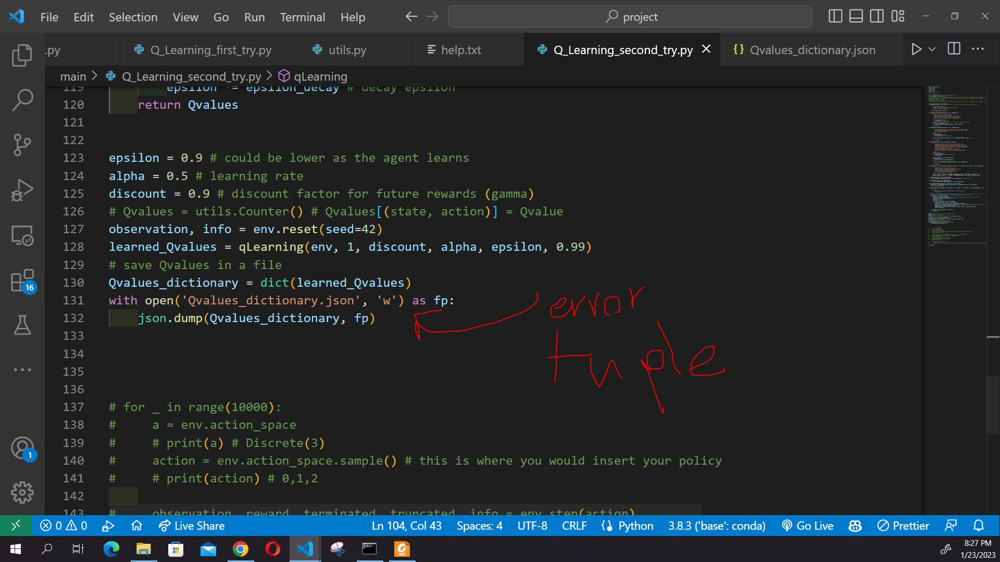 File Edit Selection View Go Run Terminal Help project
.py Q_Learning_first_try.py utils.py help.txt Q_Learning_second_try.py Qvalues_dictionary.json
main > Q_Learning_second_try.py > qLearning
119 epsilon *= epsilon_decay # decay epsilon
120 return Qvalues
121
122
123 epsilon = 0.9 # could be lower as the agent learns
124 alpha = 0.5 # learning rate
125 discount = 0.9 # discount factor for future rewards (gamma)
126 # Qvalues = utils.Counter() # Qvalues[(state, action)] = Qvalue
127 observation, info = env.reset(seed=42)
128 learned_Qvalues = qLearning(env, 1, discount, alpha, epsilon, 0.99)
129 # save Qvalues in a file
130 Qvalues_dictionary = dict(learned_Qvalues)
131 with open('Qvalues_dictionary.json', 'w') as fp:
132 json.dump(Qvalues_dictionary, fp)
error
tuple
133
134
135
136
137 # for _ in range(10000):
138 # a = env.action_space
139 # # print(a) # Discrete(3)
140 # action = env.action_space.sample() # this is where you would insert your policy
141 # # print(action) # 0,1,2
142
143 # observation, reward, terminated, truncated, info = env.step(action)
16
1
0 0 Live Share Ln 104, Col 43 Spaces: 4 UTF-8 CRLF Python 3.8.3 ('base': conda) Go Live Prettier
8:27 PM
1/23/2023